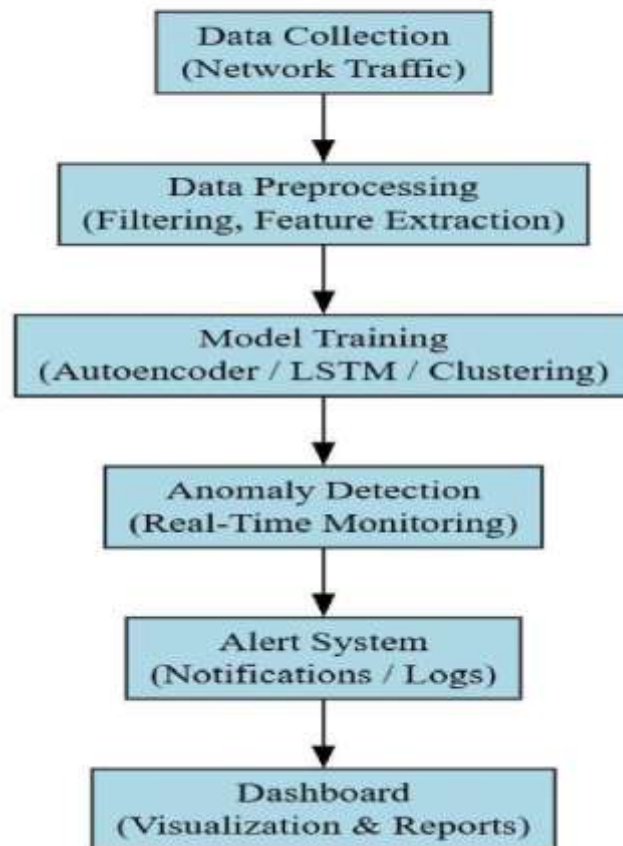 Data Collection
(Network Traffic)
Data Preprocessing
(Filtering, Feature Extraction)
Model Training
(Autoencoder / LSTM / Clustering)
Anomaly Detection
(Real-Time Monitoring)
Alert System
(Notifications / Logs)
Dashboard
(Visualization & Reports)